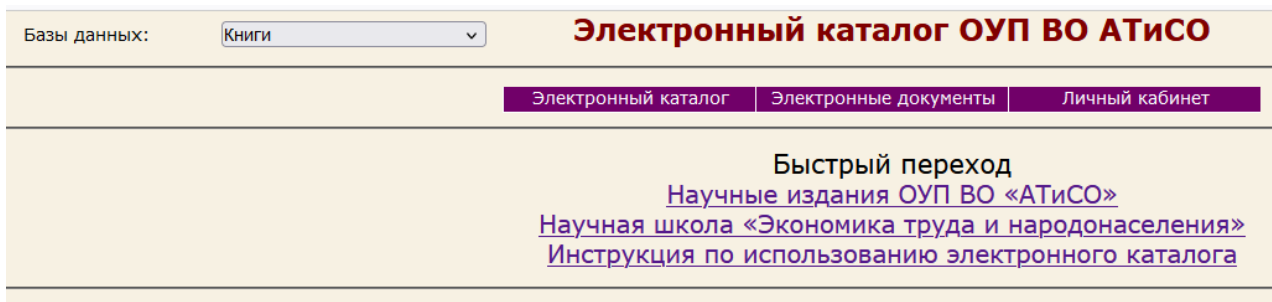 Базы данных: Книги Электронный каталог ОУП ВО АТиСО
Электронный каталог Электронные документы Личный кабинет
Быстрый переход
Научные издания ОУП ВО «АТиСО»
Научная школа «Экономика труда и народонаселения»
Инструкция по использованию электронного каталога